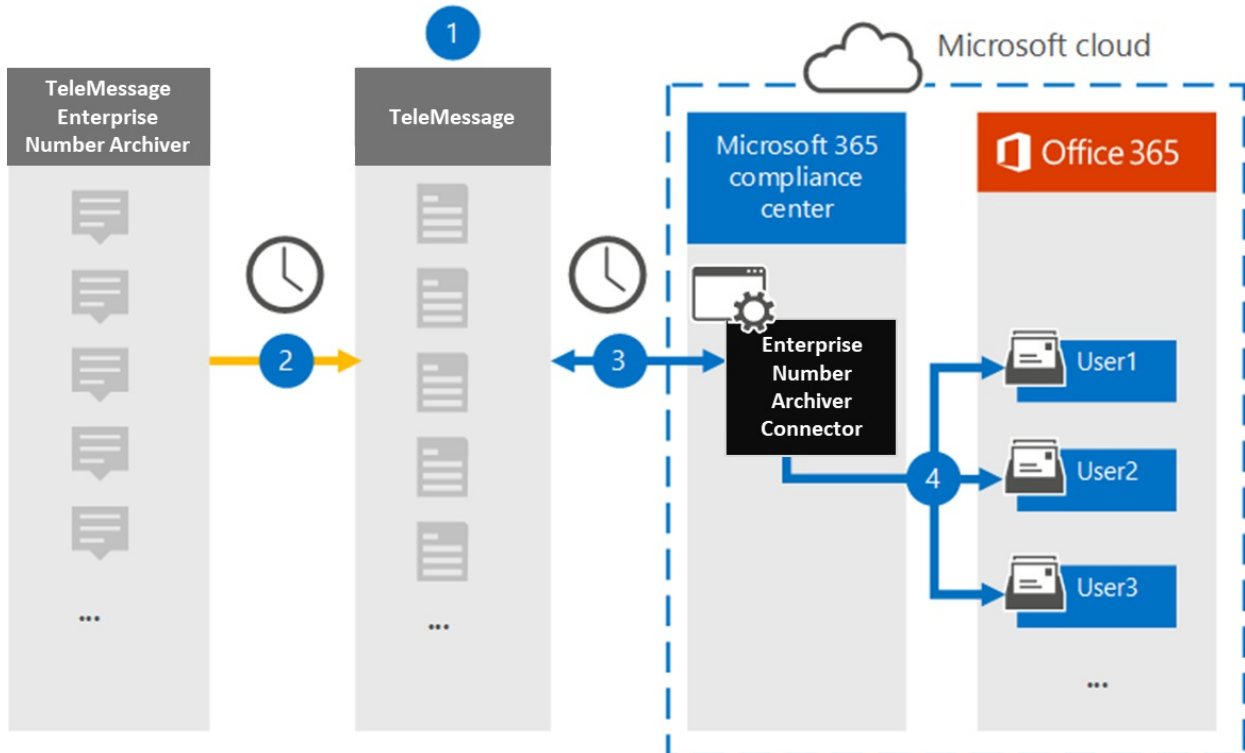 1
Microsoft cloud
TeleMessage
Enterprise
Number Archiver
TeleMessage
Microsoft 365
compliance
center
Office 365
2
3
Enterprise
Number
Archiver
Connector
4
User1
User2
User3
...
...
...